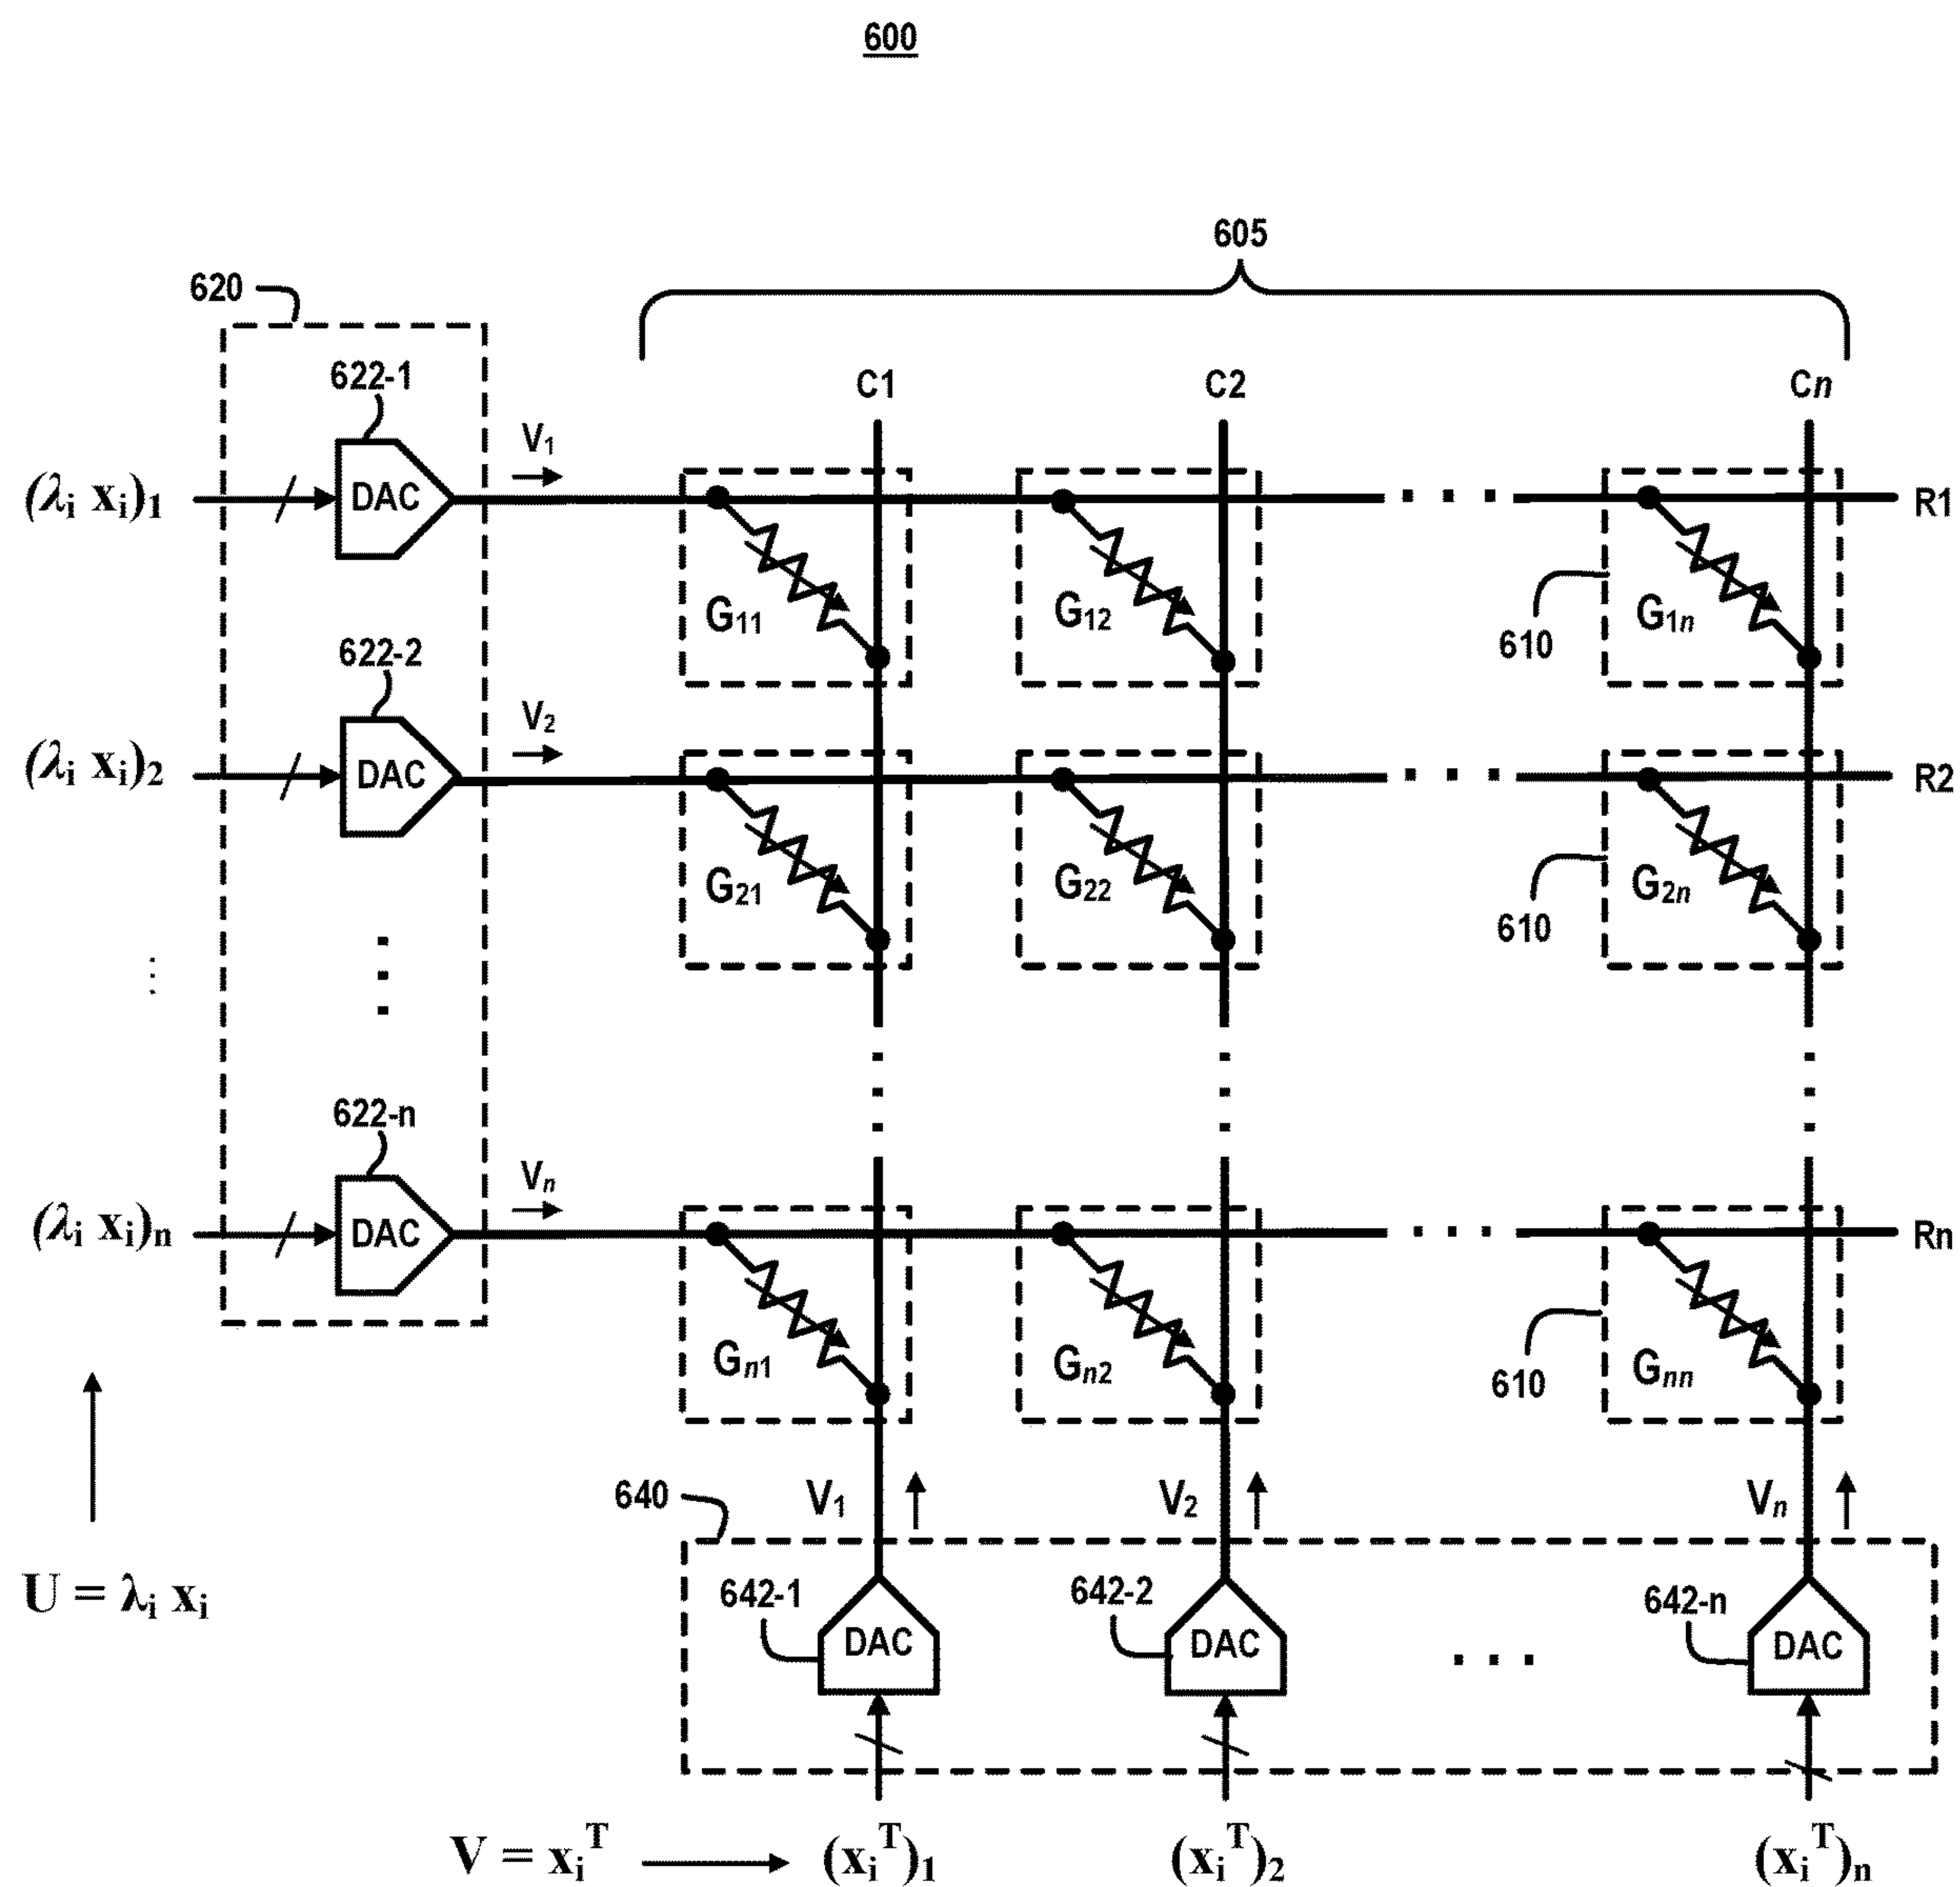 600
605
620
622-1
C1 C2 Cn
(λi xi)1 DAC V1 R1
G11 G12 610 G1n
622-2
(λi xi)2 DAC V2 R2
G21 G22 610 G2n
622-n
(λi xi)n DAC Vn Rn
Gn1 Gn2 610 Gnn
640 V1 V2 Vn
U = λi xi
642-1 DAC 642-2 DAC ... 642-n DAC
V = xiT (xiT)1 (xiT)2 (xiT)n